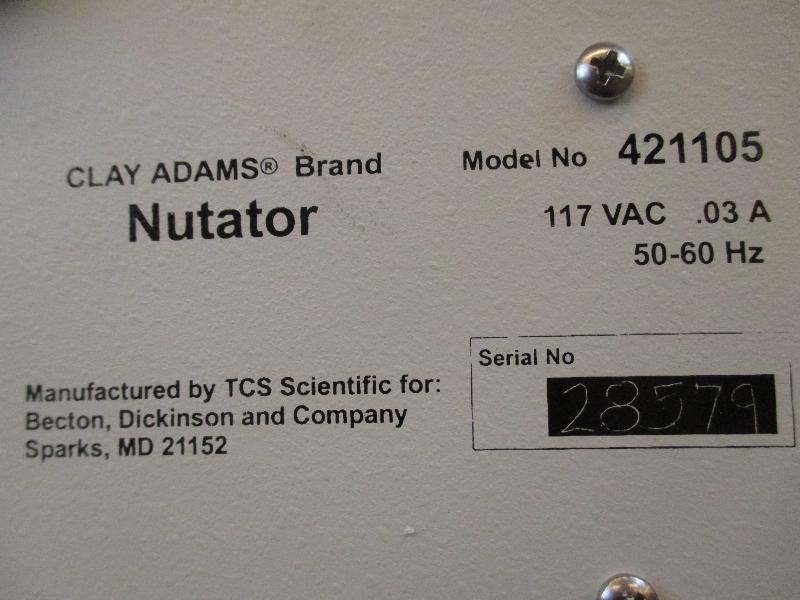 CLAY ADAMS® Brand
Nutator
Model No 421105
117 VAC .03 A
50-60 Hz
Manufactured by TCS Scientific for:
Becton, Dickinson and Company
Sparks, MD 21152
Serial No
28579